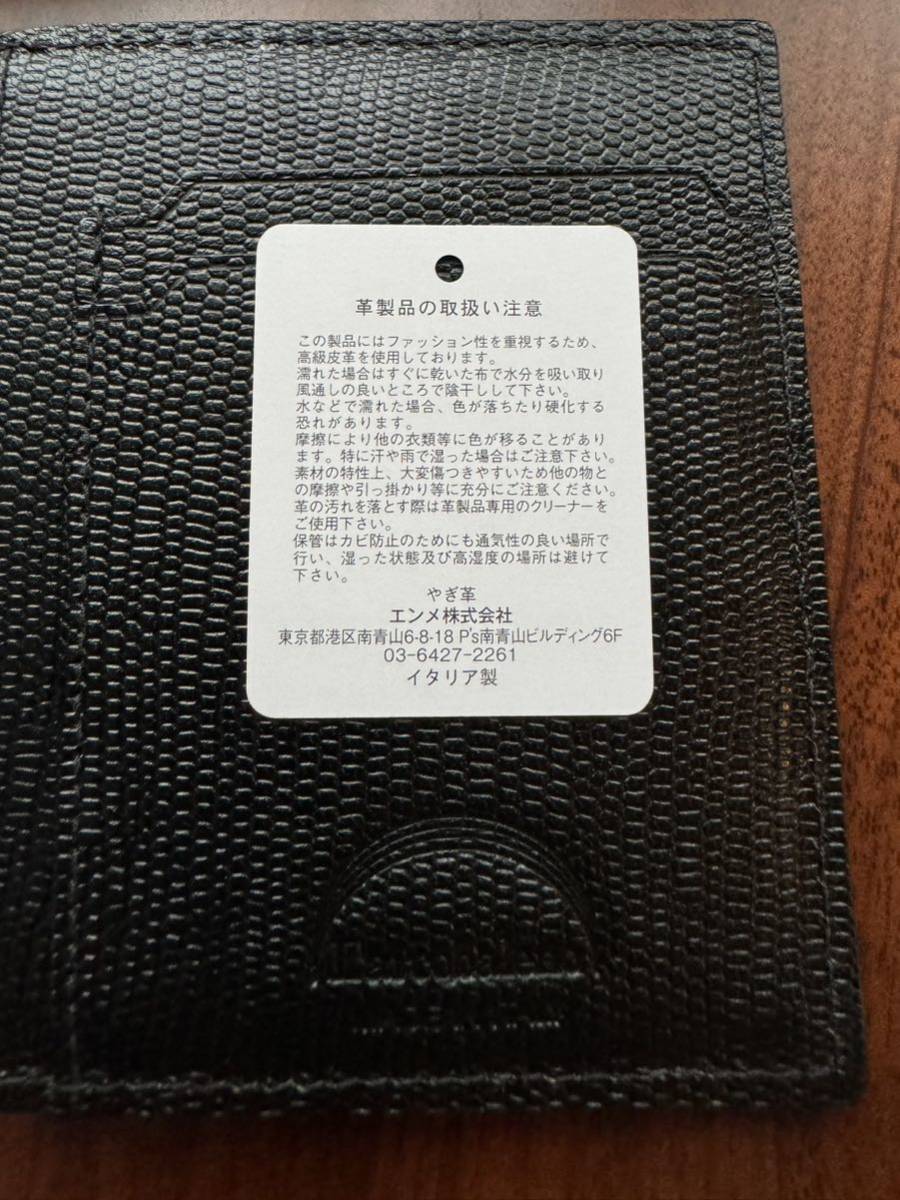 革製品の取扱い注意
この製品にはファッション性を重視するため、
高級皮革を使用しております。
濡れた場合はすぐに乾いた布で水分を吸い取り
風通しの良いところで陰干しして下さい。
水などで濡れた場合、色が落ちたり硬化する
恐れがあります。
摩擦により他の衣類等に色が移ることがあり
ます。特に汗や雨で湿った場合はご注意下さい。
素材の特性上、大変傷つきやすいため他の物と
の摩擦や引っ掛かり等に充分にご注意ください。
革の汚れを落とす際は革製品専用のクリーナーを
ご使用下さい。
保管はカビ防止のためにも通気性の良い場所で
行い、湿った状態及び高湿度の場所は避けて
下さい。
やぎ革
エンメ株式会社
東京都港区南青山6-8-18 P's南青山ビルディング6F
03-6427-2261
イタリア製